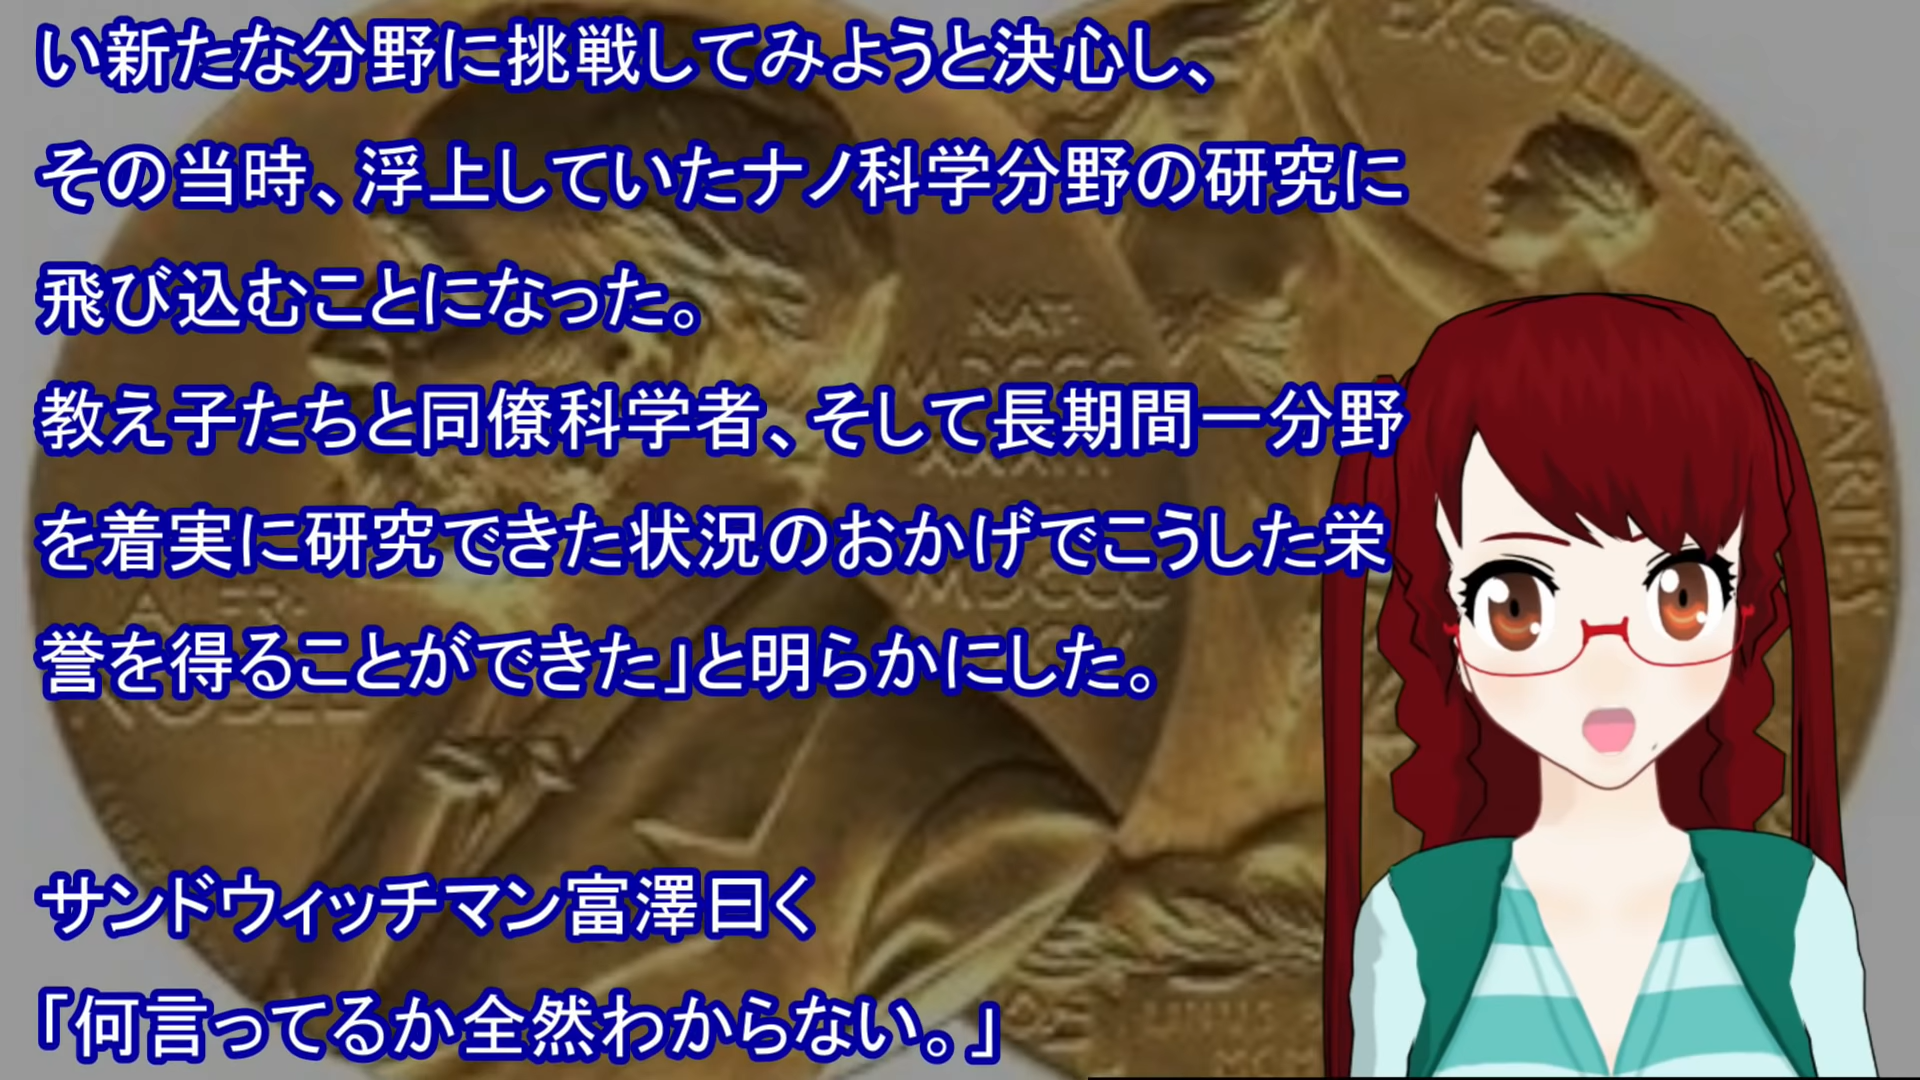 い新たな分野に挑戦してみようと決心し、
その当時、浮上していたナノ科学分野の研究に
飛び込むことになった。
教え子たちと同僚科学者、そして長期間一分野
を着実に研究できた状況のおかげでこうした栄
誉を得ることができた」と明らかにした。
サンドウィッチマン富澤曰く
「何言ってるか全然わからない。」
NAT·
ALFR·
NOBEL